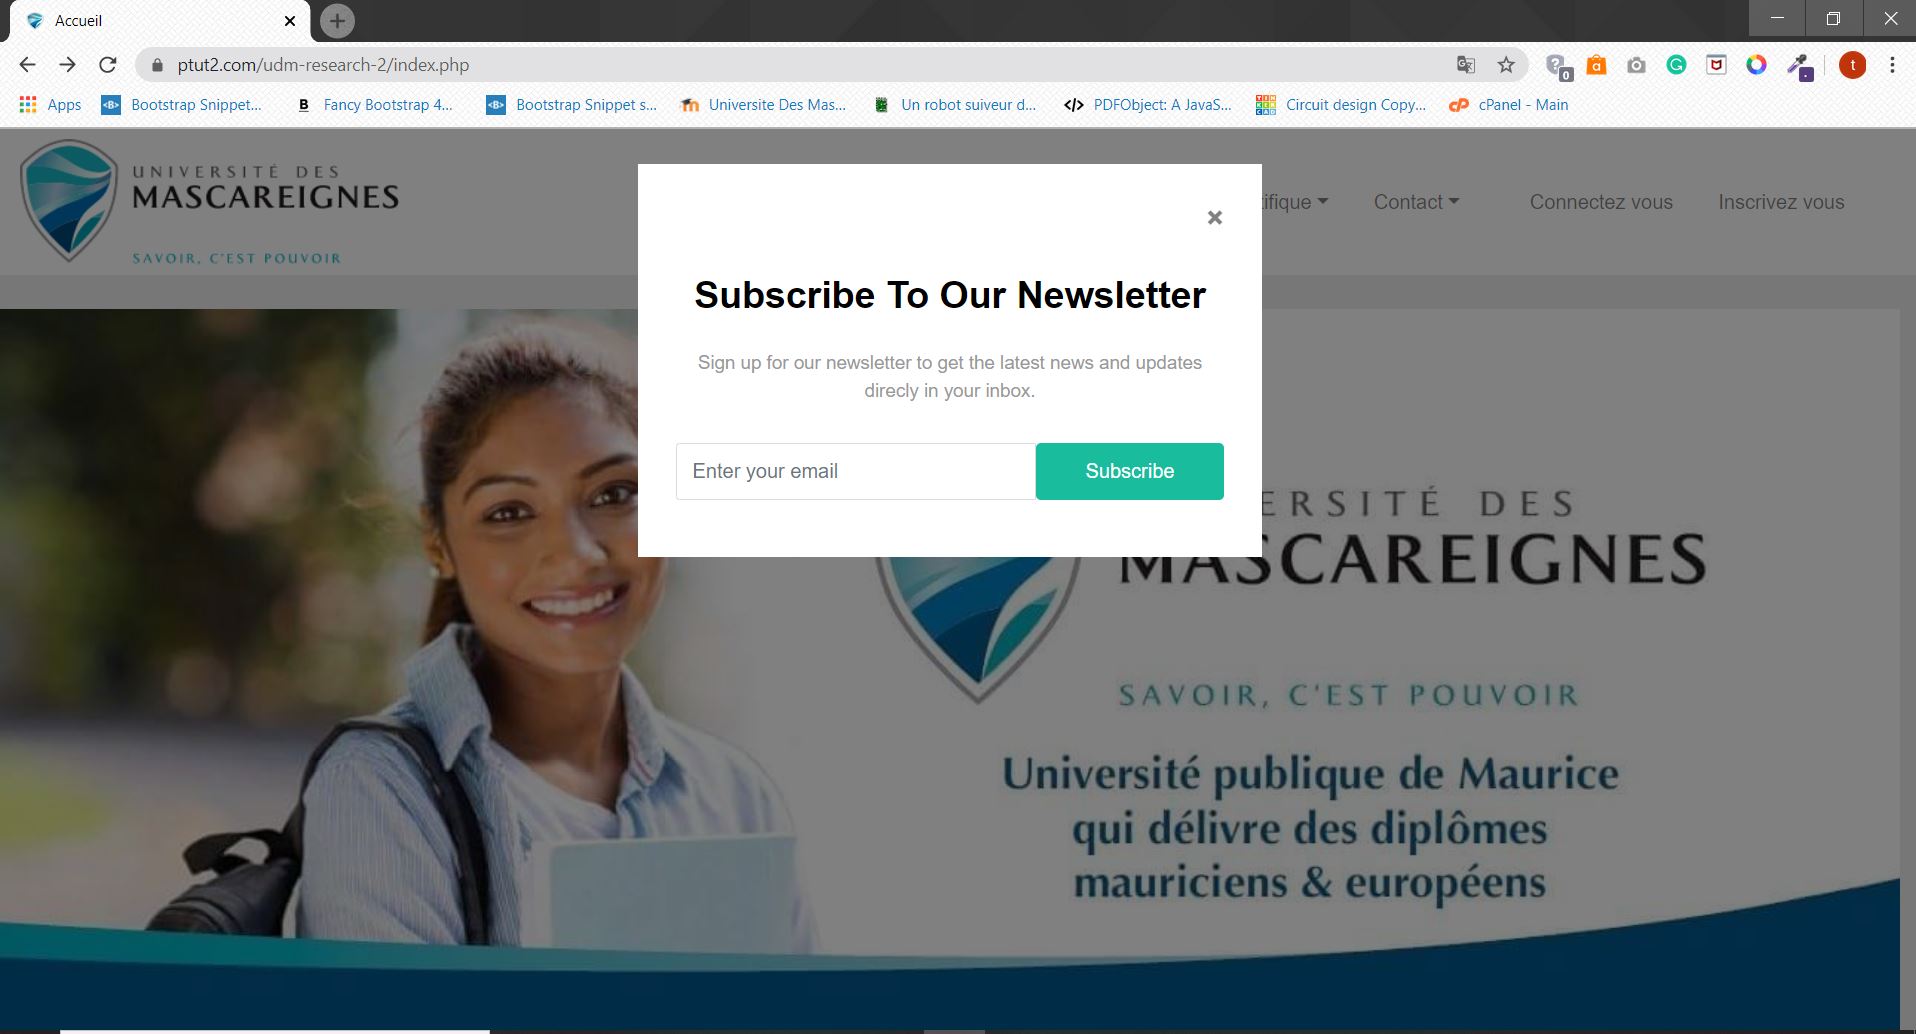 Accueil
ptut2.com/udm-research-2/index.php
0
t
Apps
Bootstrap Snippet...
Fancy Bootstrap 4...
Bootstrap Snippet s...
Universite Des Mas...
Un robot suiveur d...
PDFObject: A JavaS...
Circuit design Copy...
cPanel - Main
UNIVERSITÉ DES
MASCAREIGNES
SAVOIR, C'EST POUVOIR
tifique
Contact
Connectez vous
Inscrivez vous
×
Subscribe To Our Newsletter
Sign up for our newsletter to get the latest news and updates
direcly in your inbox.
Enter your email
Subscribe
ERSITÉ DES
MASCAREIGNES
SAVOIR, C'EST POUVOIR
Université publique de Maurice
qui délivre des diplômes
mauriciens & européens